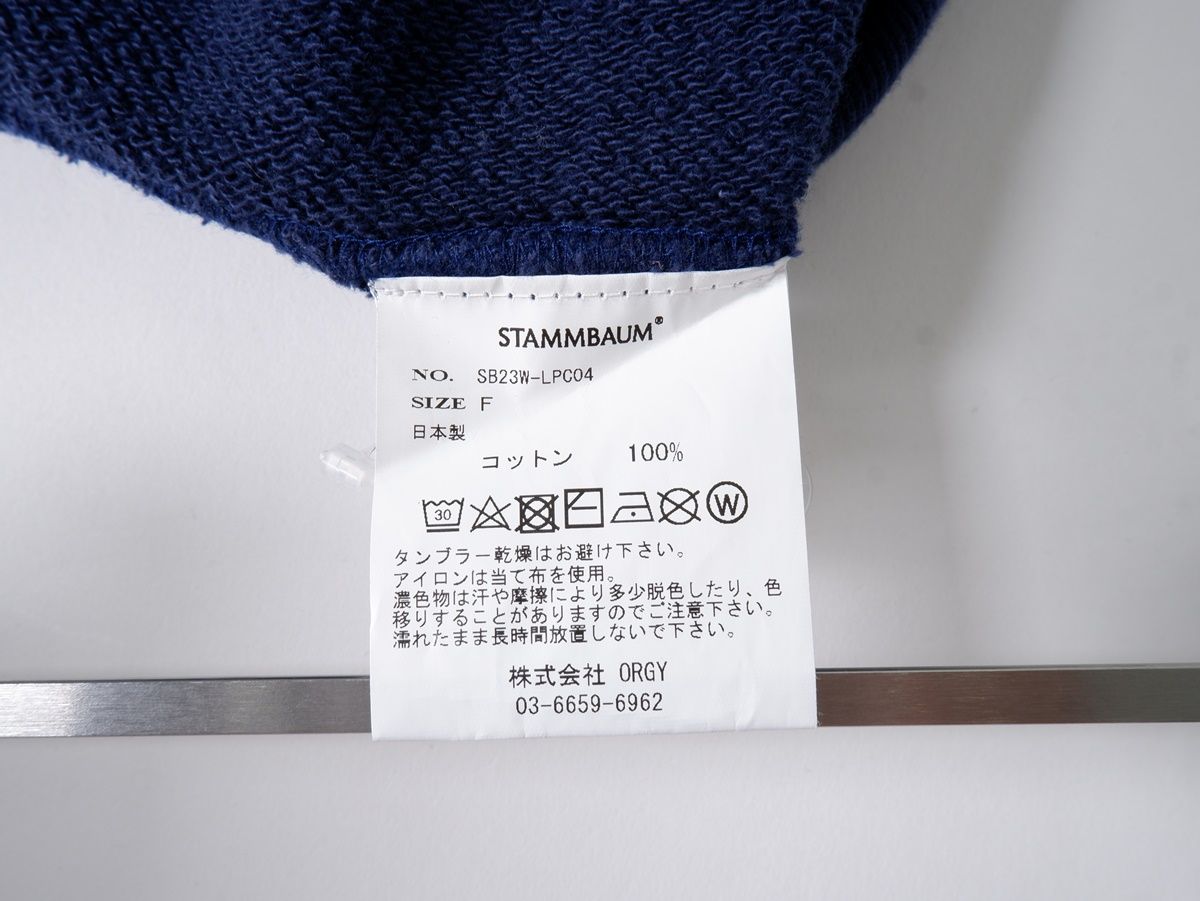 STAMMBAUM®
NO. SB23W-LPC04
SIZE F
日本製
コットン 100%
30 W
タンブラー乾燥はお避け下さい。
アイロンは当て布を使用。
濃色物は汗や摩擦により多少脱色したり、色
移りすることがありますのでご注意下さい。
濡れたまま長時間放置しないで下さい。
株式会社 ORGY
03-6659-6962